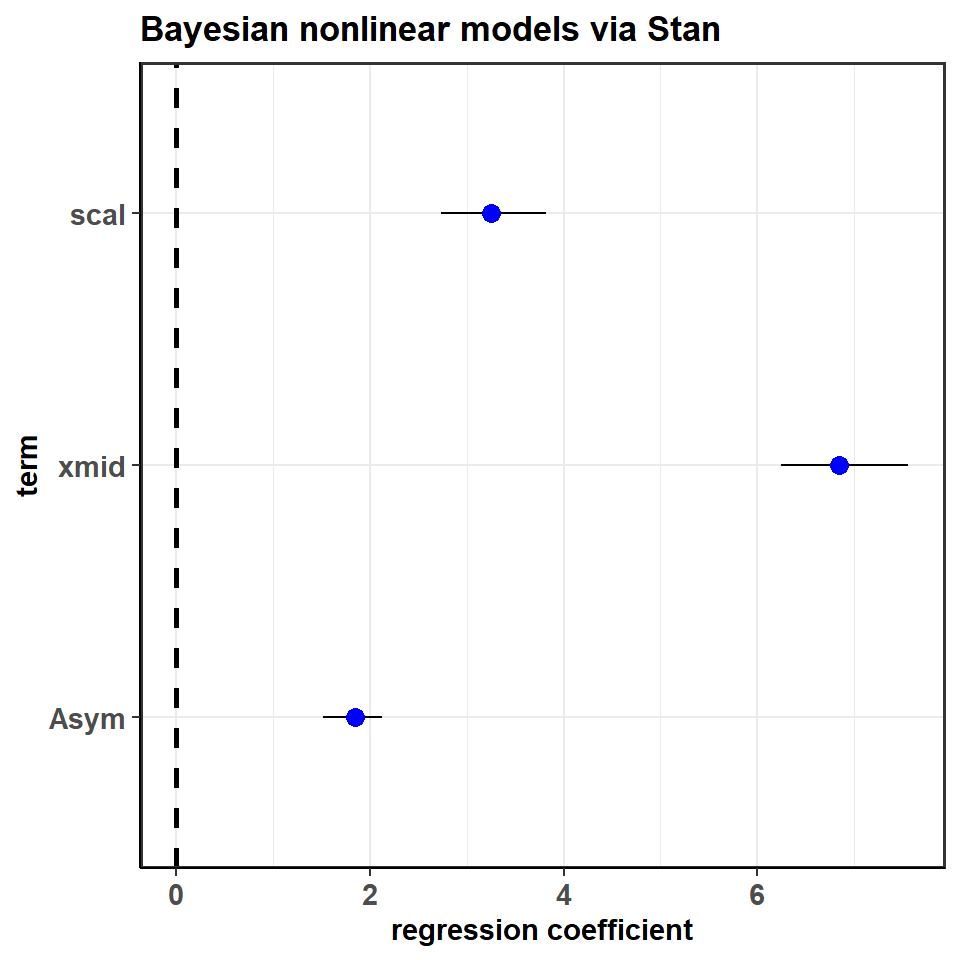 Bayesian nonlinear models via Stan
scal
xmid
Asym
term
0 2 4 6
regression coefficient